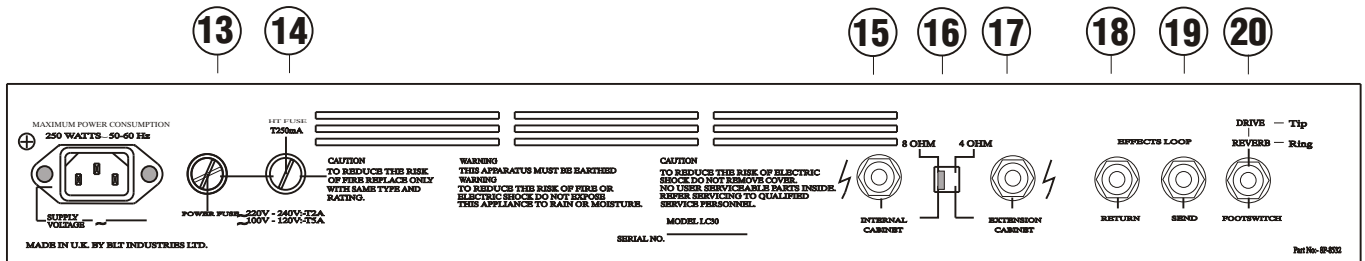 13 14 15 16 17 18 19 20
MAXIMUM POWER CONSUMPTION
250 WATTS 50-60 Hz
SUPPLY
VOLTAGE ~
MADE IN U.K. BY BLT INDUSTRIES LTD.
POWER FUSE
~
220V - 240V:-T2A
100V - 120V:-T5A
HT FUSE
T250mA
CAUTION
TO REDUCE THE RISK
OF FIRE REPLACE ONLY
WITH SAME TYPE AND
RATING.
WARNING
THIS APPARATUS MUST BE EARTHED
WARNING
TO REDUCE THE RISK OF FIRE OR
ELECTRIC SHOCK DO NOT EXPOSE
THIS APPLIANCE TO RAIN OR MOISTURE.
CAUTION
TO REDUCE THE RISK OF ELECTRIC
SHOCK DO NOT REMOVE COVER.
NO USER SERVICEABLE PARTS INSIDE.
REFER SERVICING TO QUALIFIED
SERVICE PERSONNEL.
MODEL LC30
SERIAL NO.
INTERNAL
CABINET
8 OHM 4 OHM
EXTENSION
CABINET
EFFECTS LOOP
RETURN SEND
DRIVE Tip
REVERB Ring
FOOTSWITCH
Part No:- SP-8532